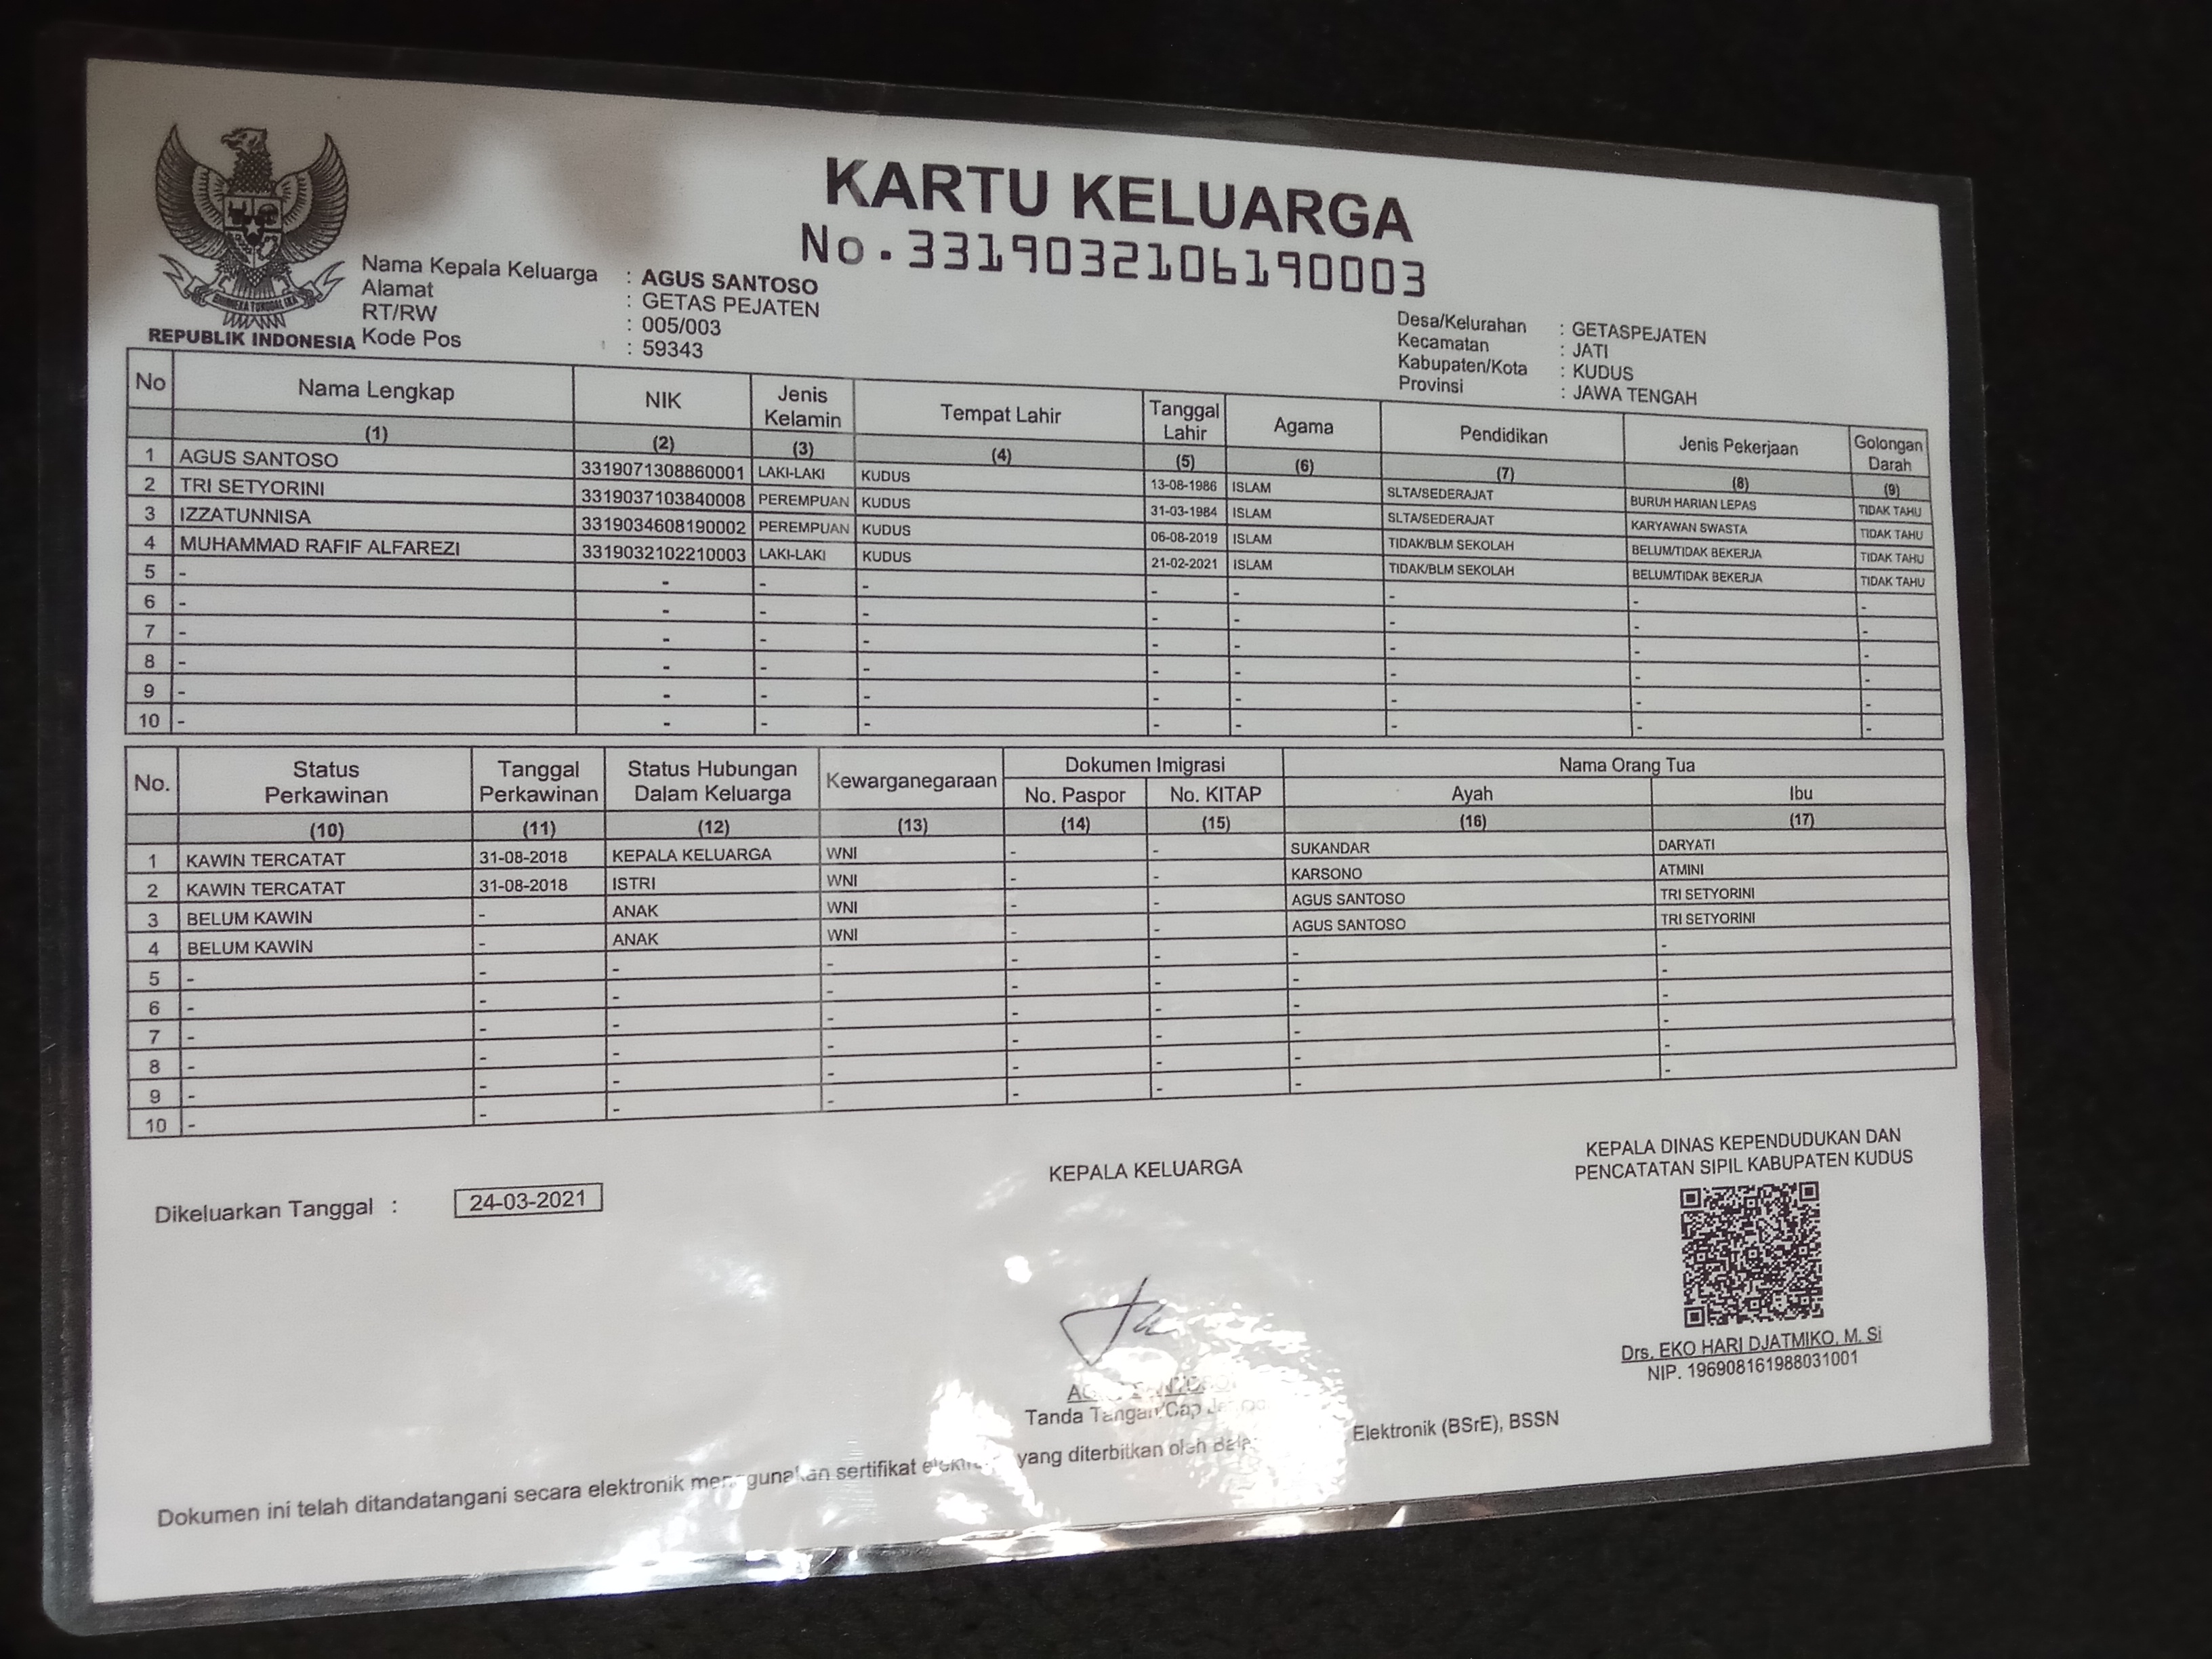 KARTU KELUARGA
No.3319032106190003
BHINNEKA TUNGGAL IKA
REPUBLIK INDONESIA
Nama Kepala Keluarga : AGUS SANTOSO
Alamat : GETAS PEJATEN
RT/RW : 005/003
Kode Pos : 59343
Desa/Kelurahan : GETASPEJATEN
Kecamatan : JATI
Kabupaten/Kota : KUDUS
Provinsi : JAWA TENGAH
No Nama Lengkap NIK Jenis Kelamin Tempat Lahir Tanggal Lahir Agama Pendidikan Jenis Pekerjaan Golongan Darah
(1) (2) (3) (4) (5) (6) (7) (8) (9)
1 AGUS SANTOSO 3319071308860001 LAKI-LAKI KUDUS 13-08-1986 ISLAM SLTA/SEDERAJAT BURUH HARIAN LEPAS TIDAK TAHU
2 TRI SETYORINI 3319037103840008 PEREMPUAN KUDUS 31-03-1984 ISLAM SLTA/SEDERAJAT KARYAWAN SWASTA TIDAK TAHU
3 IZZATUNNISA 3319034608190002 PEREMPUAN KUDUS 06-08-2019 ISLAM TIDAK/BLM SEKOLAH BELUM/TIDAK BEKERJA TIDAK TAHU
4 MUHAMMAD RAFIF ALFAREZI 3319032102210003 LAKI-LAKI KUDUS 21-02-2021 ISLAM TIDAK/BLM SEKOLAH BELUM/TIDAK BEKERJA TIDAK TAHU
5 - - - - - - - - -
6 - - - - - - - - -
7 - - - - - - - - -
8 - - - - - - - - -
9 - - - - - - - - -
10 - - - - - - - - -
No. Status Perkawinan Tanggal Perkawinan Status Hubungan Dalam Keluarga Kewarganegaraan Dokumen Imigrasi Nama Orang Tua
No. Paspor No. KITAP Ayah Ibu
(10) (11) (12) (13) (14) (15) (16) (17)
1 KAWIN TERCATAT 31-08-2018 KEPALA KELUARGA WNI - - SUKANDAR DARYATI
2 KAWIN TERCATAT 31-08-2018 ISTRI WNI - - KARSONO ATMINI
3 BELUM KAWIN - ANAK WNI - - AGUS SANTOSO TRI SETYORINI
4 BELUM KAWIN - ANAK WNI - - AGUS SANTOSO TRI SETYORINI
5 - - - - - - - -
6 - - - - - - - -
7 - - - - - - - -
8 - - - - - - - -
9 - - - - - - - -
10 - - - - - - - -
Dikeluarkan Tanggal : 24-03-2021
KEPALA KELUARGA
Tanda Tangan/Cap
KEPALA DINAS KEPENDUDUKAN DAN
PENCATATAN SIPIL KABUPATEN KUDUS
Drs. EKO HARI DJATMIKO, M. Si
NIP. 196908161988031001
Dokumen ini telah ditandatangani secara elektronik menggunakan sertifikat yang diterbitkan oleh Elektronik (BSrE), BSSN